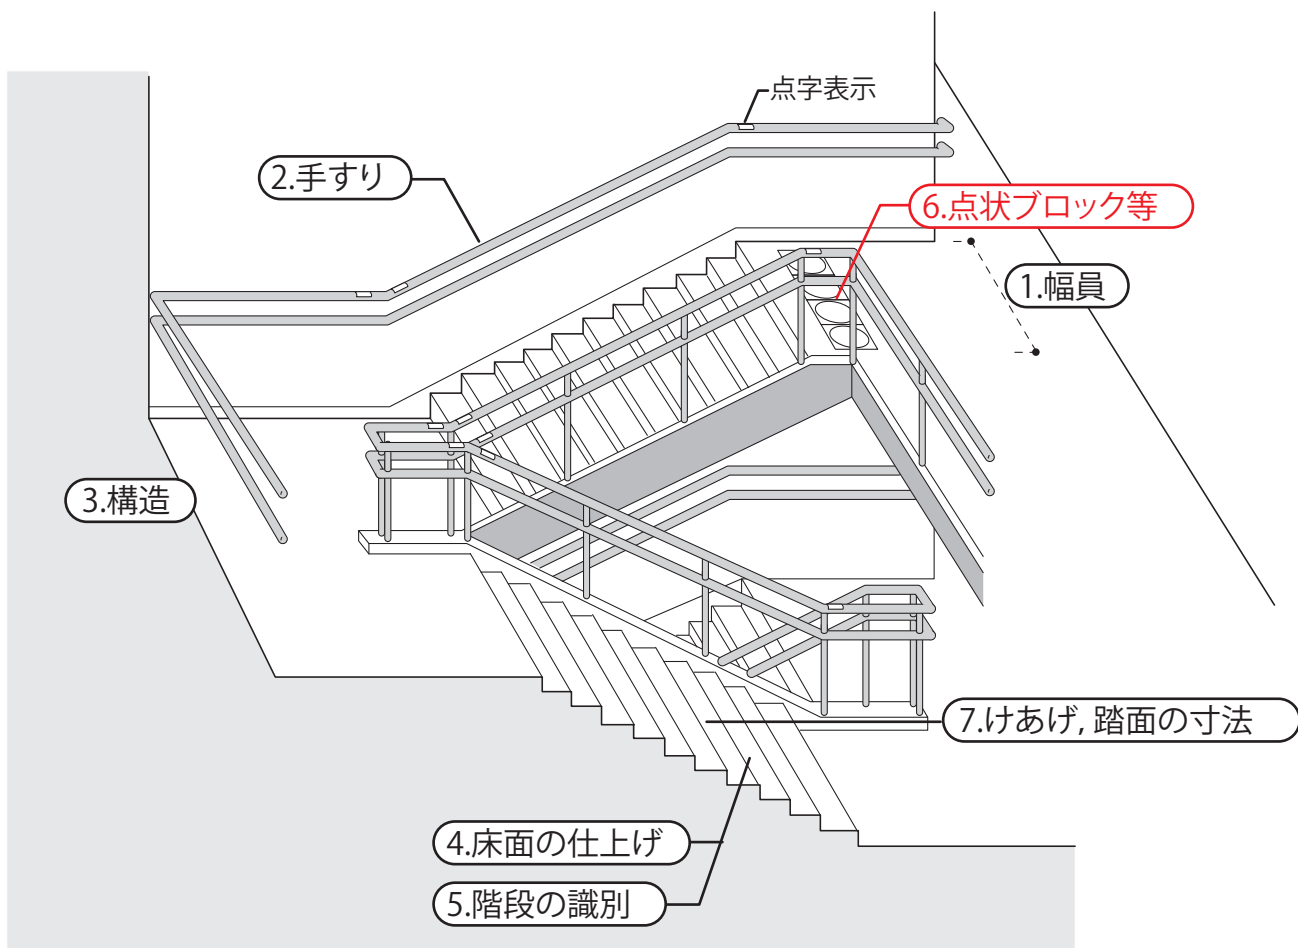 点字表示
2.手すり
6.点状ブロック等
1.幅員
3.構造
7.けあげ, 踏面の寸法
4.床面の仕上げ
5.階段の識別